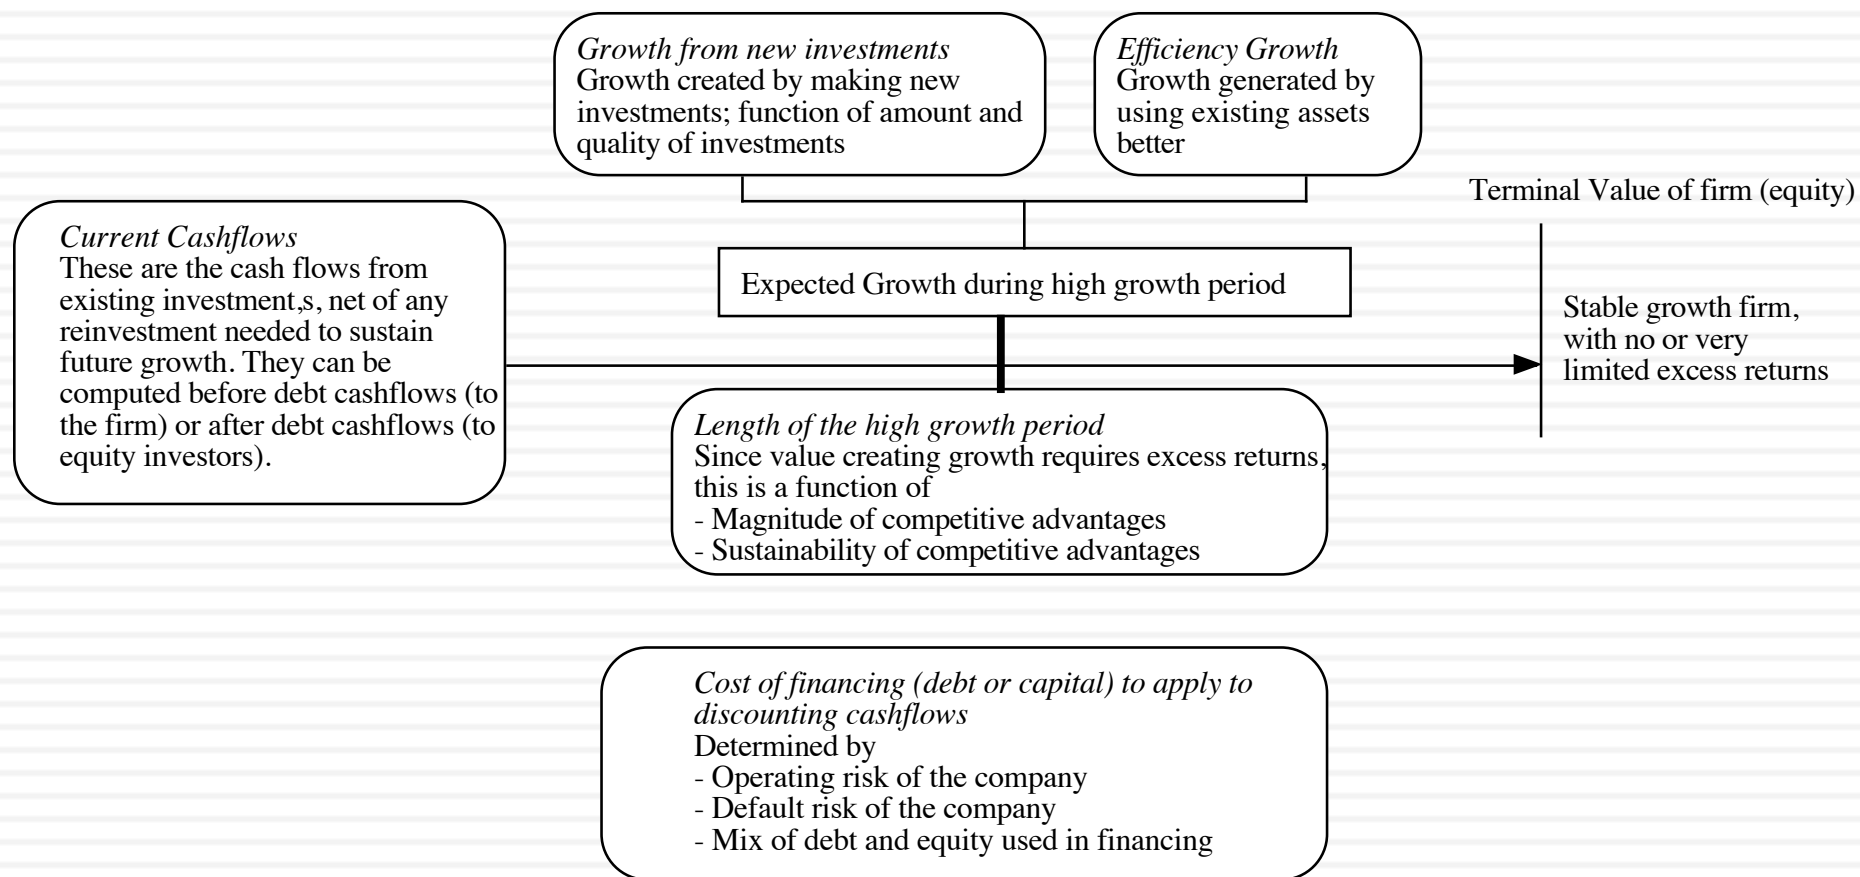 Growth from new investments
Growth created by making new
investments; function of amount and
quality of investments
Efficiency Growth
Growth generated by
using existing assets
better
Terminal Value of firm (equity)
Current Cashflows
These are the cash flows from
existing investment,s, net of any
reinvestment needed to sustain
future growth. They can be
computed before debt cashflows (to
the firm) or after debt cashflows (to
equity investors).
Expected Growth during high growth period
Stable growth firm,
with no or very
limited excess returns
Length of the high growth period
Since value creating growth requires excess returns,
this is a function of
- Magnitude of competitive advantages
- Sustainability of competitive advantages
Cost of financing (debt or capital) to apply to
discounting cashflows
Determined by
- Operating risk of the company
- Default risk of the company
- Mix of debt and equity used in financing